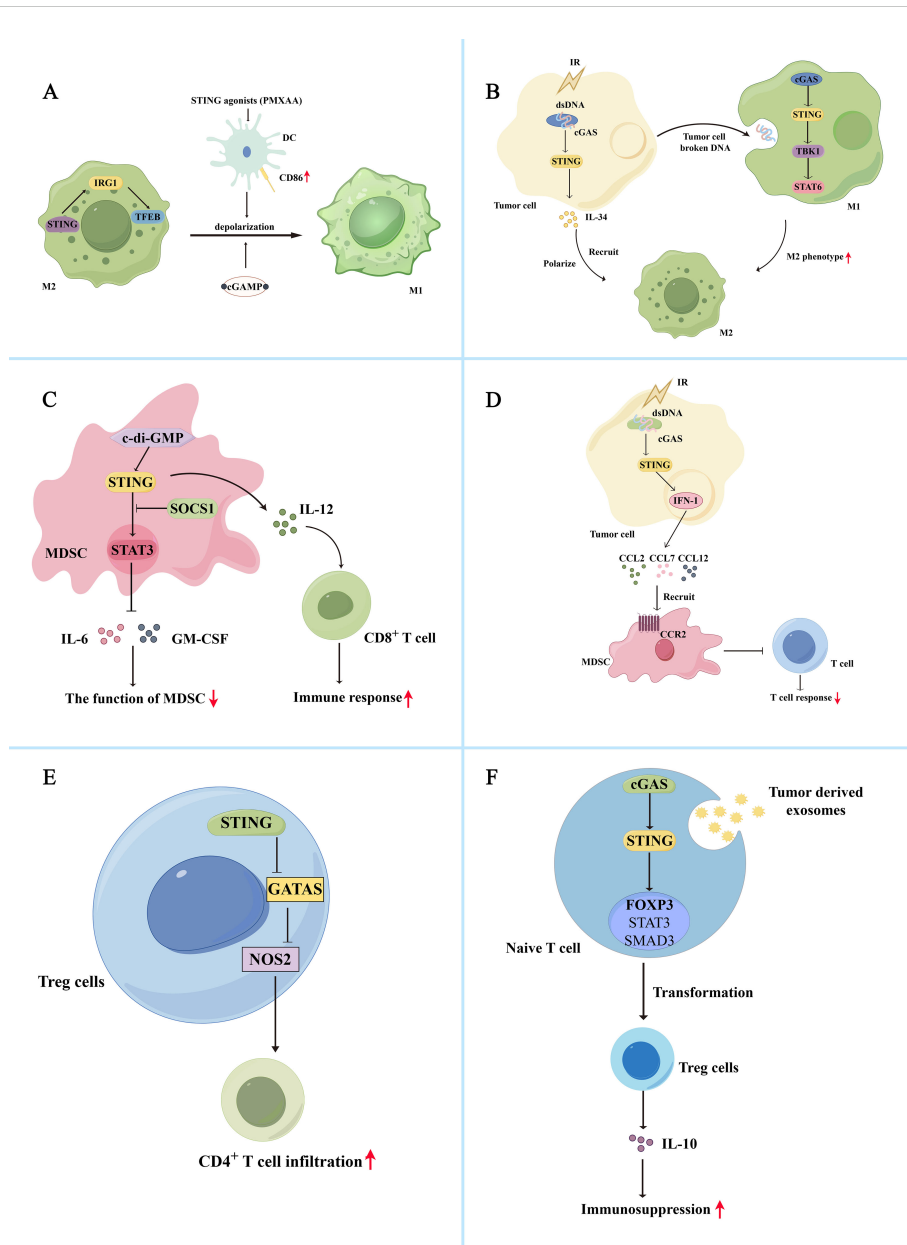 A
STING agonists (PMXAA)
DC
CD86
IRG1
STING
TFEB
depolarization
cGAMP
M2
M1
B
IR
dsDNA
cGAS
STING
Tumor cell
IL-34
Recruit
Polarize
Tumor cell
broken DNA
cGAS
STING
TBK1
STAT6
M1
M2 phenotype
M2
C
c-di-GMP
STING
SOCS1
STAT3
MDSC
IL-12
IL-6
GM-CSF
CD8+ T cell
The function of MDSC
Immune response
D
IR
dsDNA
cGAS
STING
IFN-1
Tumor cell
CCL2 CCL7 CCL12
Recruit
CCR2
MDSC
T cell
T cell response
E
STING
GATAS
NOS2
Treg cells
CD4+ T cell infiltration
F
cGAS
Tumor derived
exosomes
STING
FOXP3
STAT3
SMAD3
Naive T cell
Transformation
Treg cells
IL-10
Immunosuppression